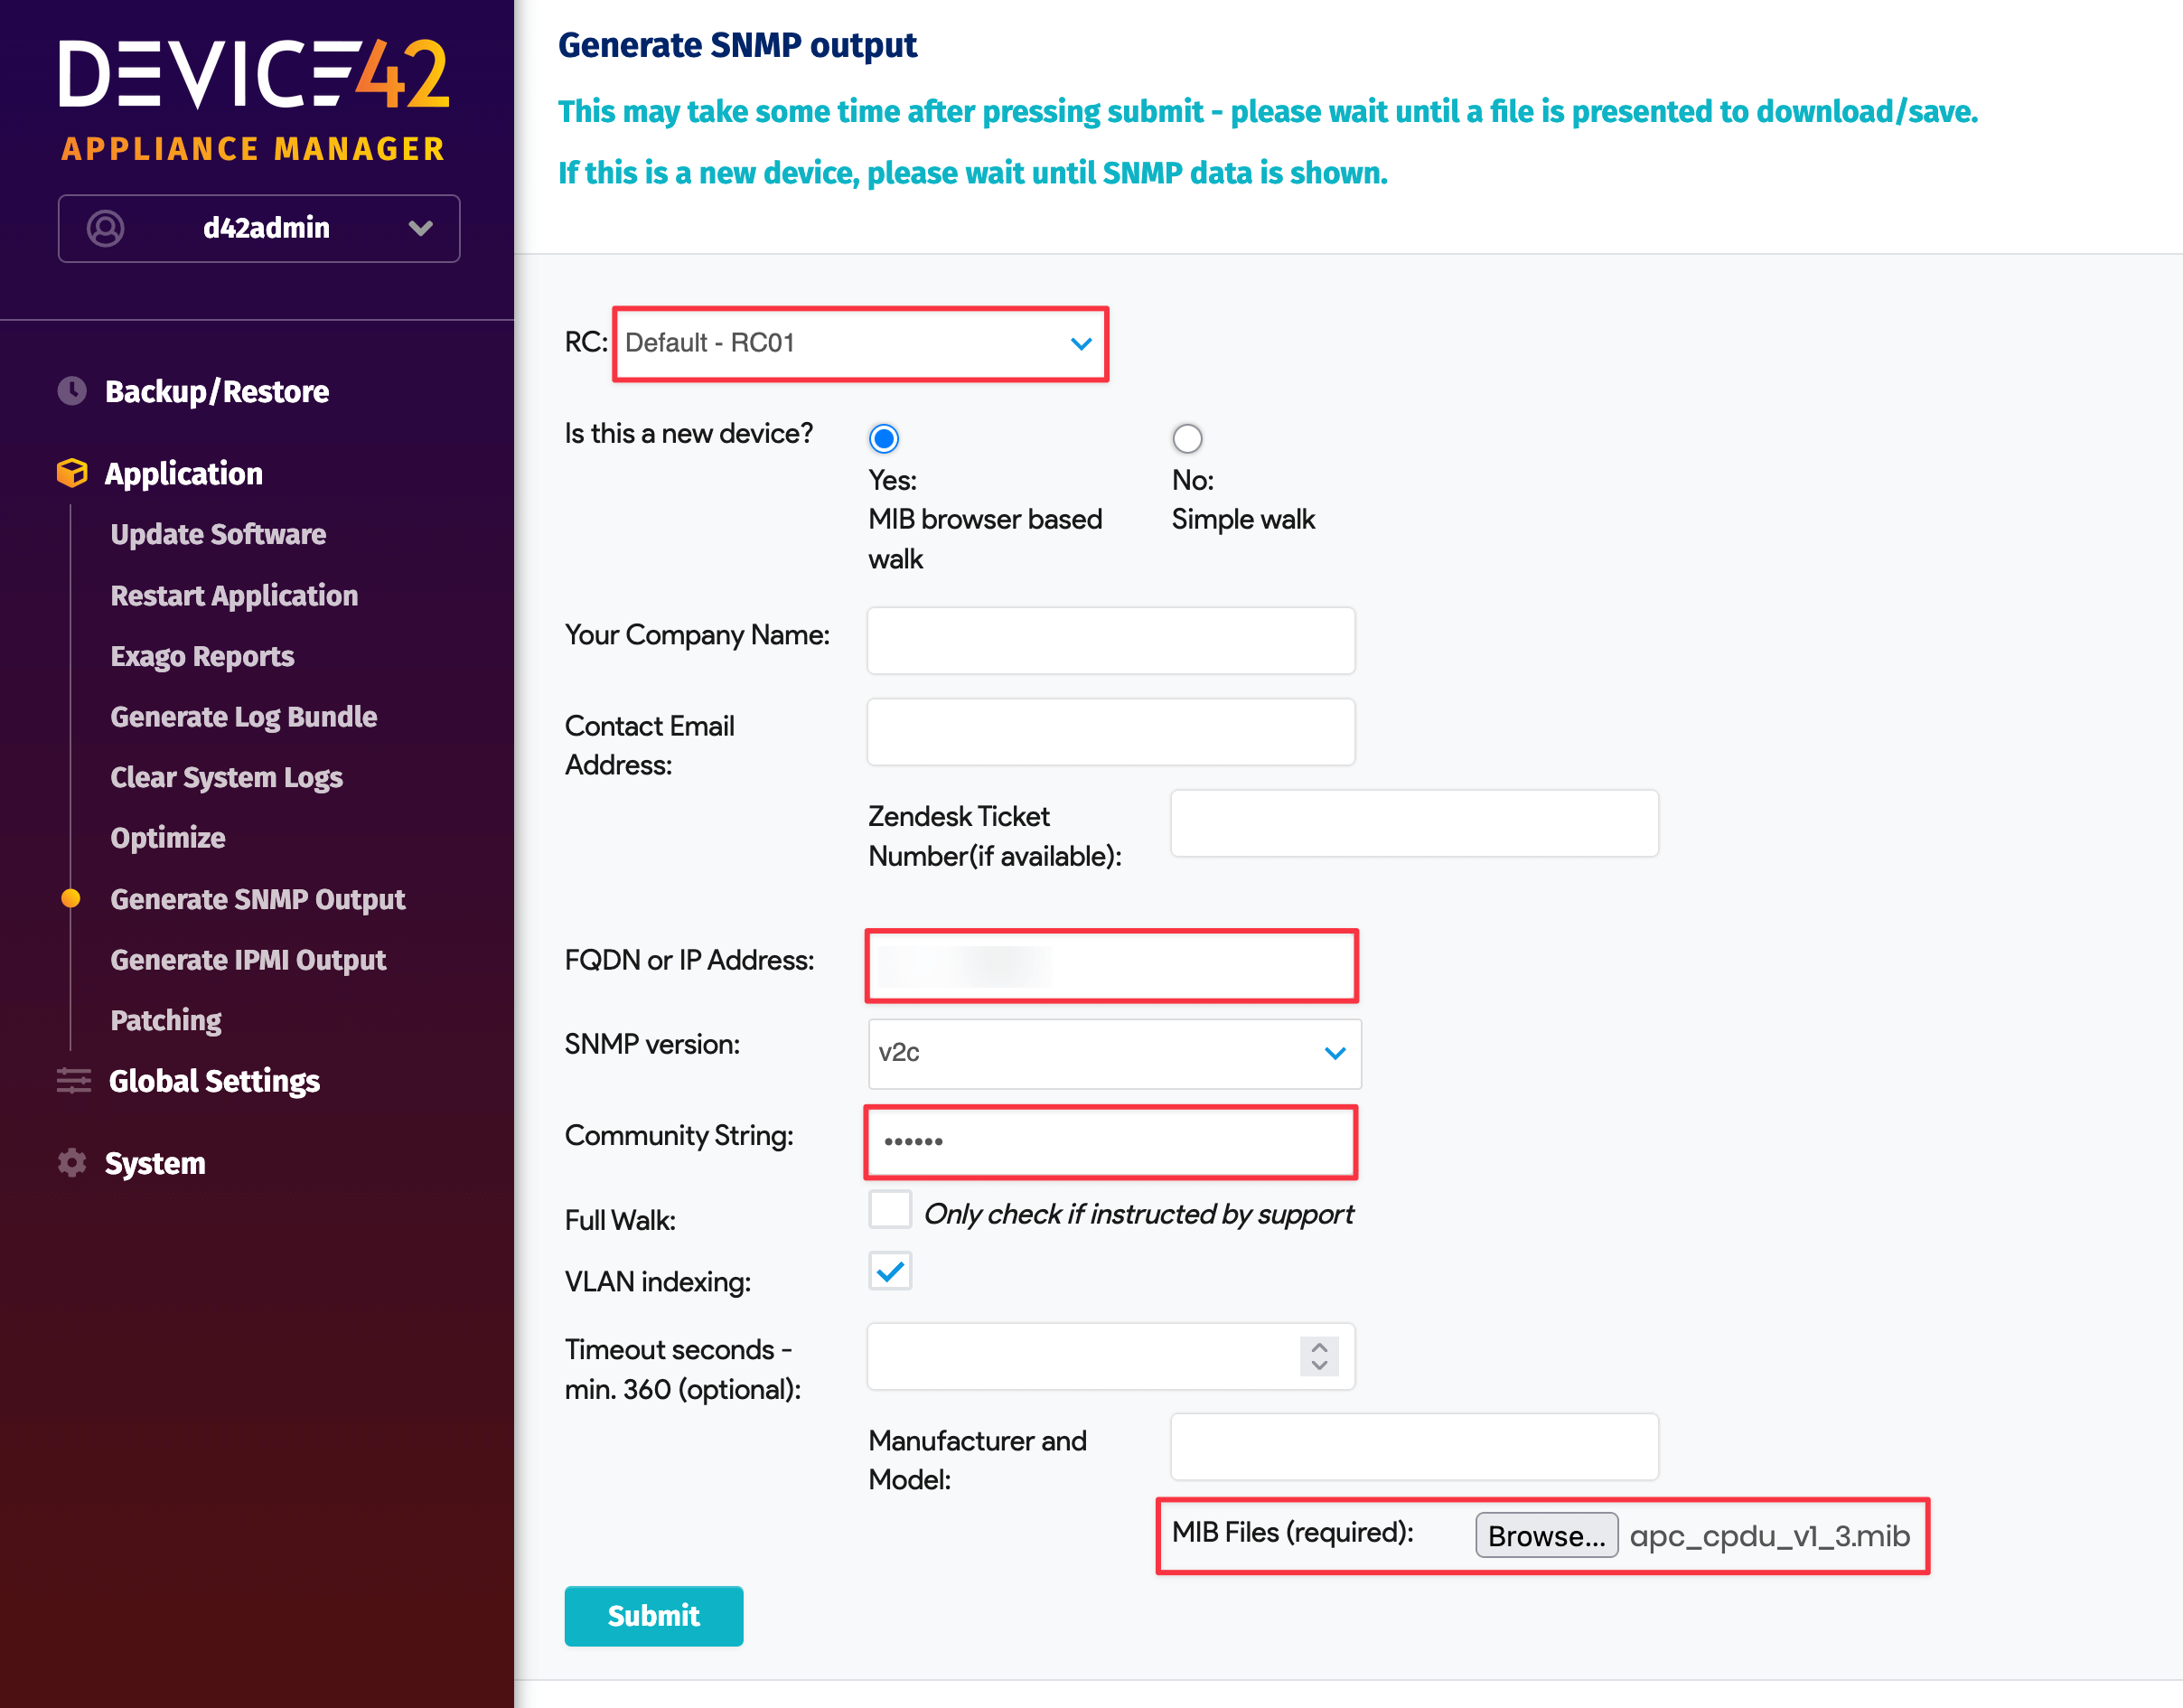 DEVICE42
APPLIANCE MANAGER
d42admin
Backup/Restore
Application
Update Software
Restart Application
Exago Reports
Generate Log Bundle
Clear System Logs
Optimize
Generate SNMP Output
Generate IPMI Output
Patching
Global Settings
System
Generate SNMP output
This may take some time after pressing submit - please wait until a file is presented to download/save.
If this is a new device, please wait until SNMP data is shown.
RC: Default - RC01
Is this a new device?
Yes:
MIB browser based
walk
No:
Simple walk
Your Company Name:
Contact Email
Address:
Zendesk Ticket
Number(if available):
FQDN or IP Address:
SNMP version: v2c
Community String: ••••••
Full Walk: Only check if instructed by support
VLAN indexing:
Timeout seconds -
min. 360 (optional):
Manufacturer and
Model:
MIB Files (required): Browse... apc_cpdu_v1_3.mib
Submit